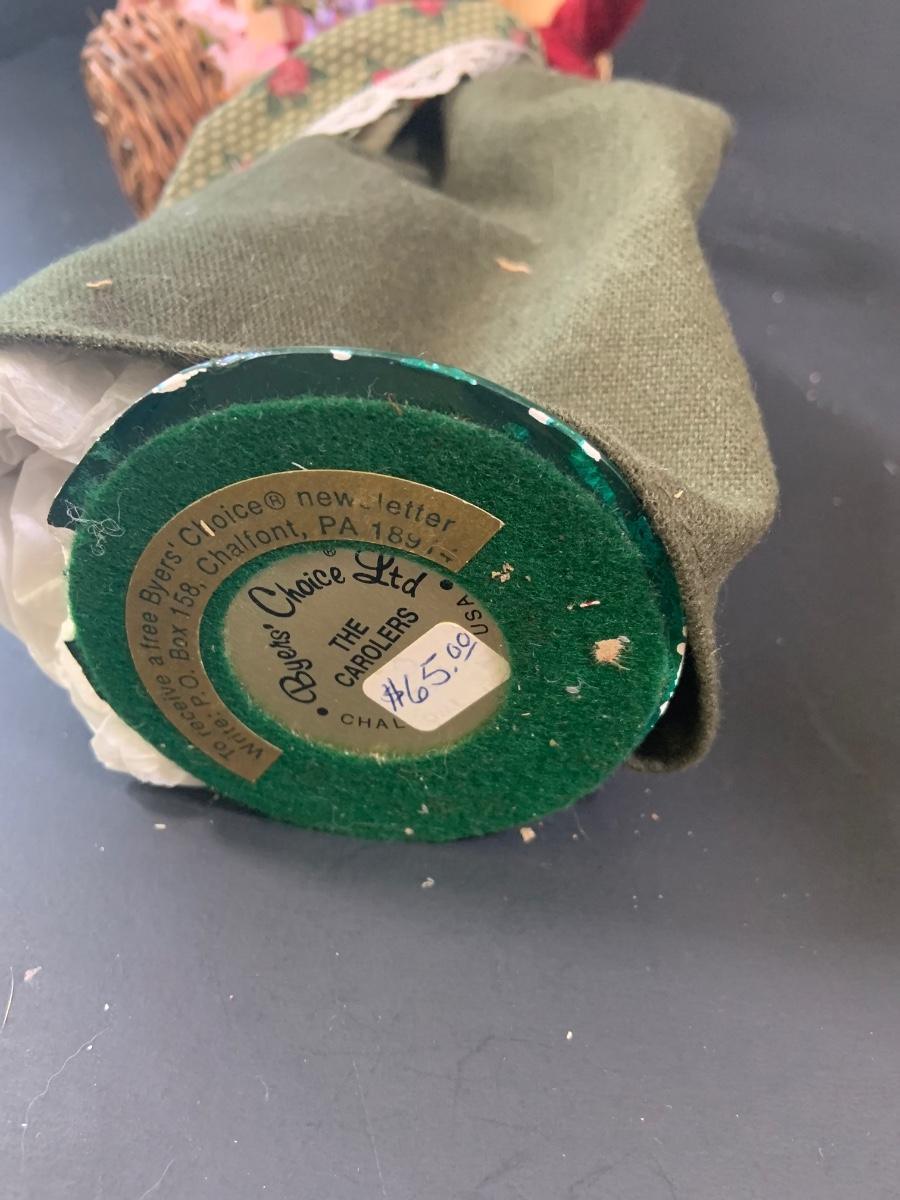 To receive a free Byers' Choice® newsletter
Write: P.O. Box 158, Chalfont, PA
Byers' Choice Ltd ®
THE
CAROLERS
$65.00
• USA
• CHAL